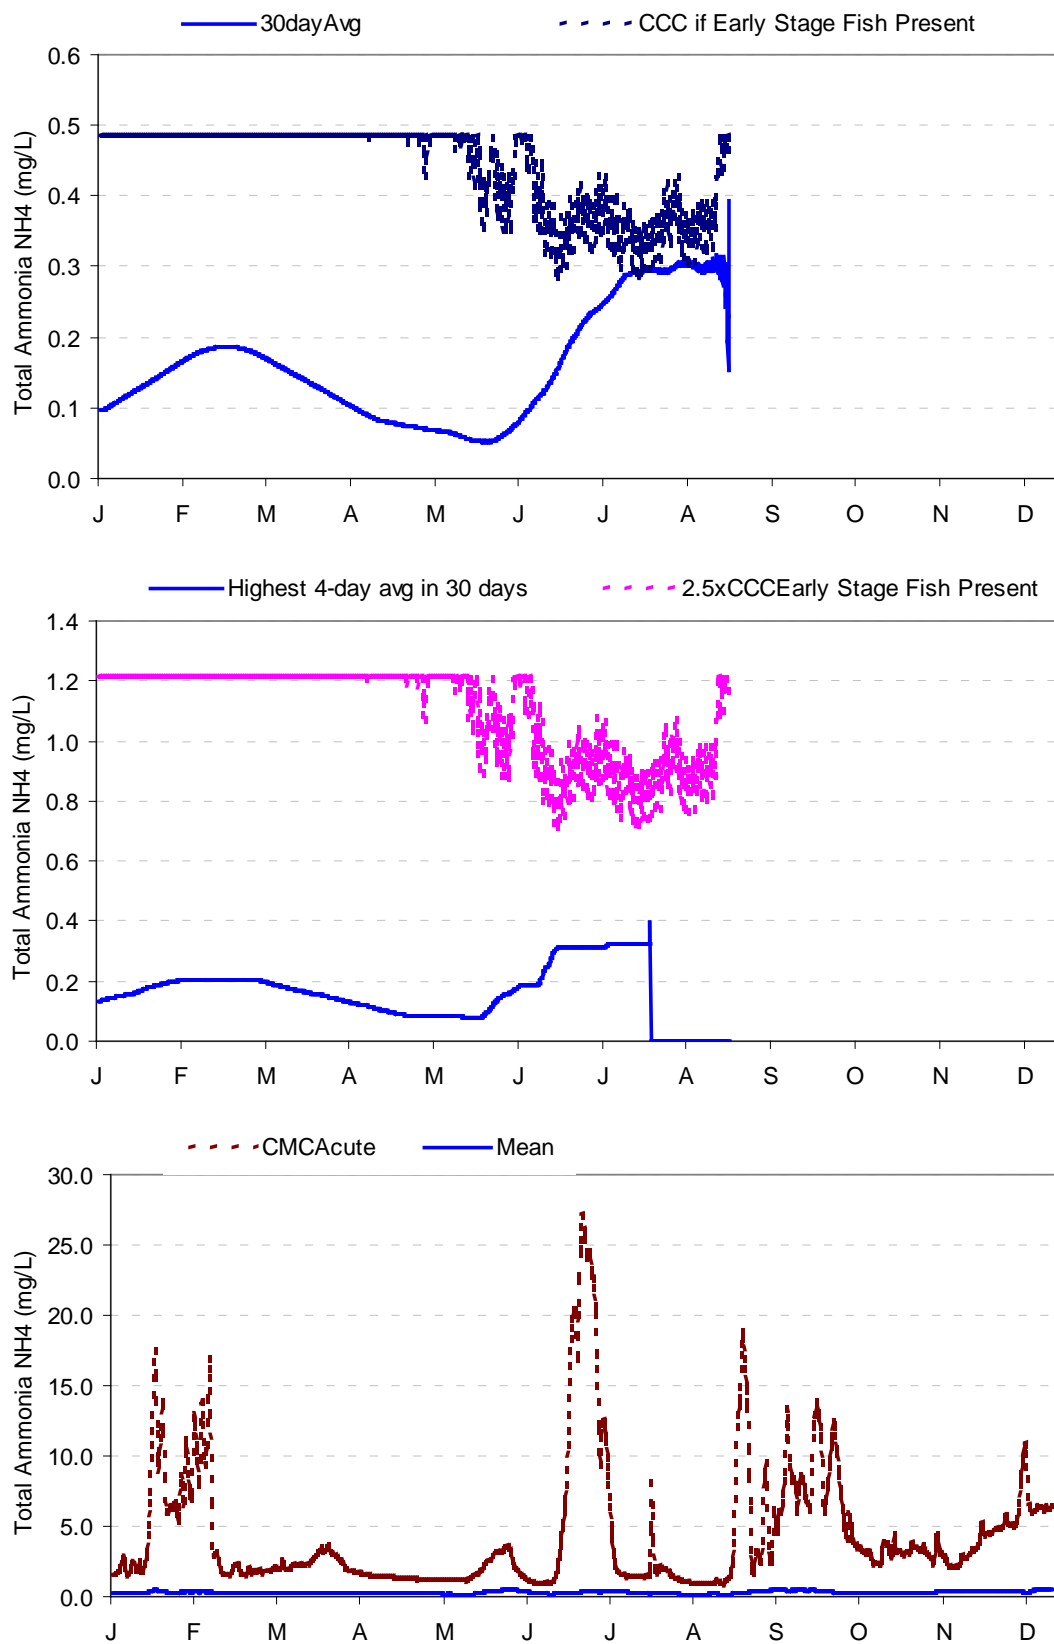 30dayAvg CCC if Early Stage Fish Present
0.6
0.5
0.4
0.3
0.2
0.1
0.0
Total Ammonia NH4 (mg/L)
J F M A M J J A S O N D
Highest 4-day avg in 30 days 2.5xCCCEarly Stage Fish Present
1.4
1.2
1.0
0.8
0.6
0.4
0.2
0.0
Total Ammonia NH4 (mg/L)
J F M A M J J A S O N D
CMCAcute Mean
30.0
25.0
20.0
15.0
10.0
5.0
0.0
Total Ammonia NH4 (mg/L)
J F M A M J J A S O N D